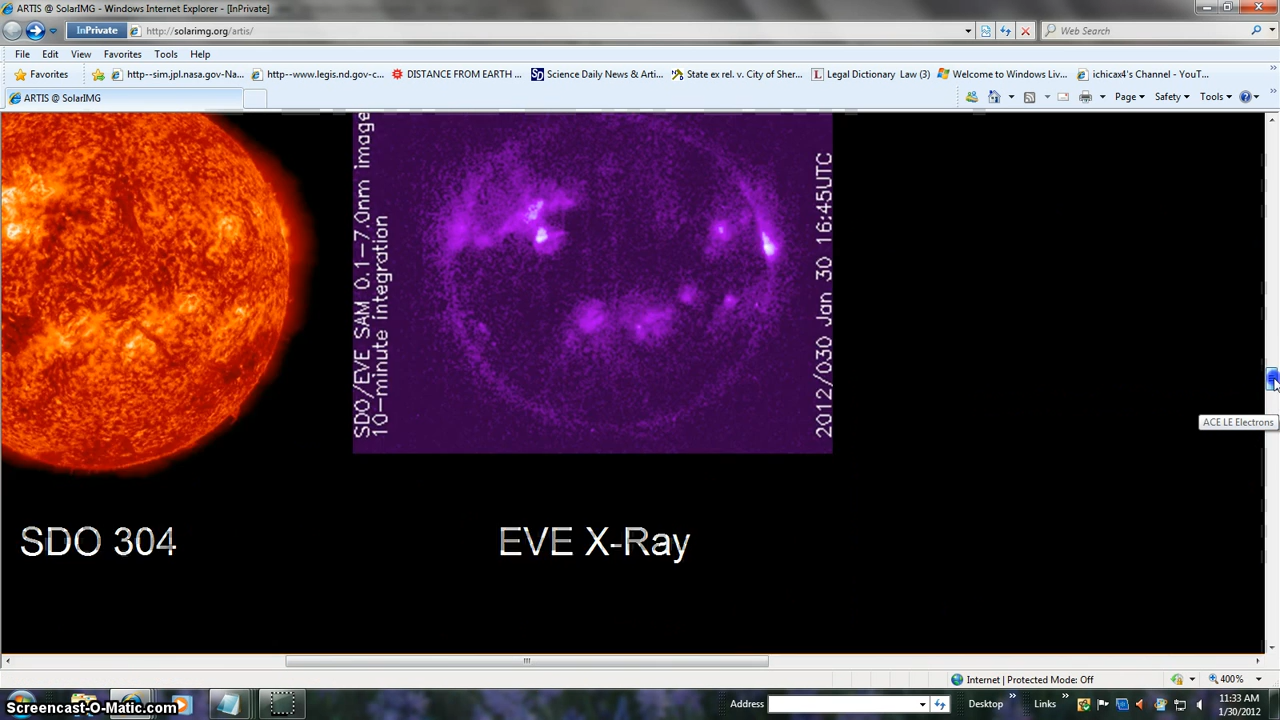 ARTIS @ SolarIMG - Windows Internet Explorer - [InPrivate]
InPrivate http://solarimg.org/artis/ Web Search
File Edit View Favorites Tools Help
Favorites http--sim.jpl.nasa.gov-Na... http--www.legis.nd.gov-c... DISTANCE FROM EARTH ... Science Daily News & Arti... State ex rel. v. City of Sher... Legal Dictionary Law (3) Welcome to Windows Liv... ichicax4's Channel - YouT...
ARTIS @ SolarIMG
Page Safety Tools
SDO/EVE SAM 0.1-7.0nm image
10-minute integration
2012/030 Jan 30 16:45UTC
ACE LE Electrons
SDO 304
EVE X-Ray
Internet | Protected Mode: Off
400%
Screencast-O-Matic.com
Address
Desktop
Links
11:33 AM
1/30/2012